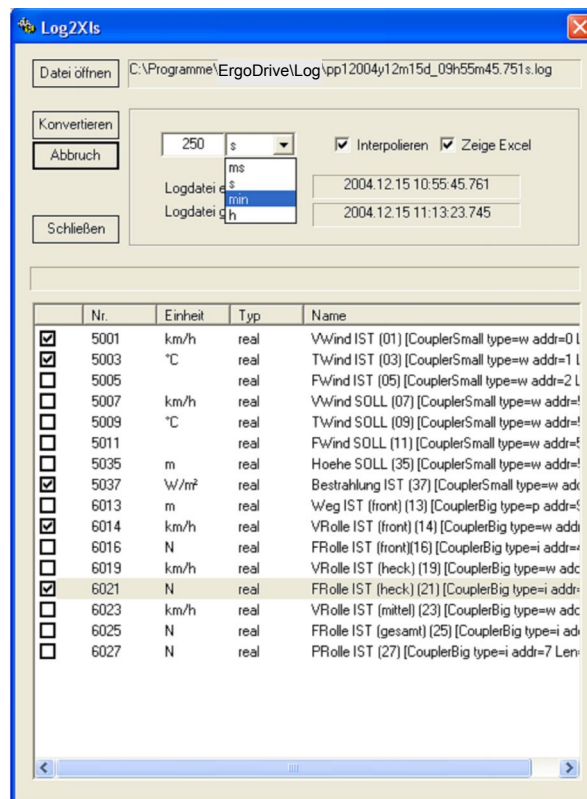 Log2Xls
Datei öffnen C:\Programme\ErgoDrive\Log\pp12004y12m15d_09h55m45.751s.log
Konvertieren
Abbruch
Schließen
250 s Interpolieren Zeige Excel
ms
s
min
h
Logdatei e 2004.12.15 10:55:45.761
Logdatei g 2004.12.15 11:13:23.745
Nr. Einheit Typ Name
5001 km/h real VWind IST (01) [CouplerSmall type=w addr=0 L
5003 °C real TWind IST (03) [CouplerSmall type=w addr=1 L
5005 real FWind IST (05) [CouplerSmall type=w addr=2 L
5007 km/h real VWind SOLL (07) [CouplerSmall type=w addr=
5009 °C real TWind SOLL (09) [CouplerSmall type=w addr=
5011 real FWind SOLL (11) [CouplerSmall type=w addr=
5035 m real Hoehe SOLL (35) [CouplerSmall type=w addr=
5037 W/m² real Bestrahlung IST (37) [CouplerSmall type=w add
6013 m real Weg IST (front) (13) [CouplerBig type=p addr=
6014 km/h real VRolle IST (front) (14) [CouplerBig type=w addr
6016 N real FRolle IST (front)(16) [CouplerBig type=i addr=
6019 km/h real VRolle IST (heck) (19) [CouplerBig type=w add
6021 N real FRolle IST (heck) (21) [CouplerBig type=i addr
6023 km/h real VRolle IST (mittel) (23) [CouplerBig type=w add
6025 N real FRolle IST (gesamt) (25) [CouplerBig type=i add
6027 N real PRolle IST (27) [CouplerBig type=i addr=7 Len